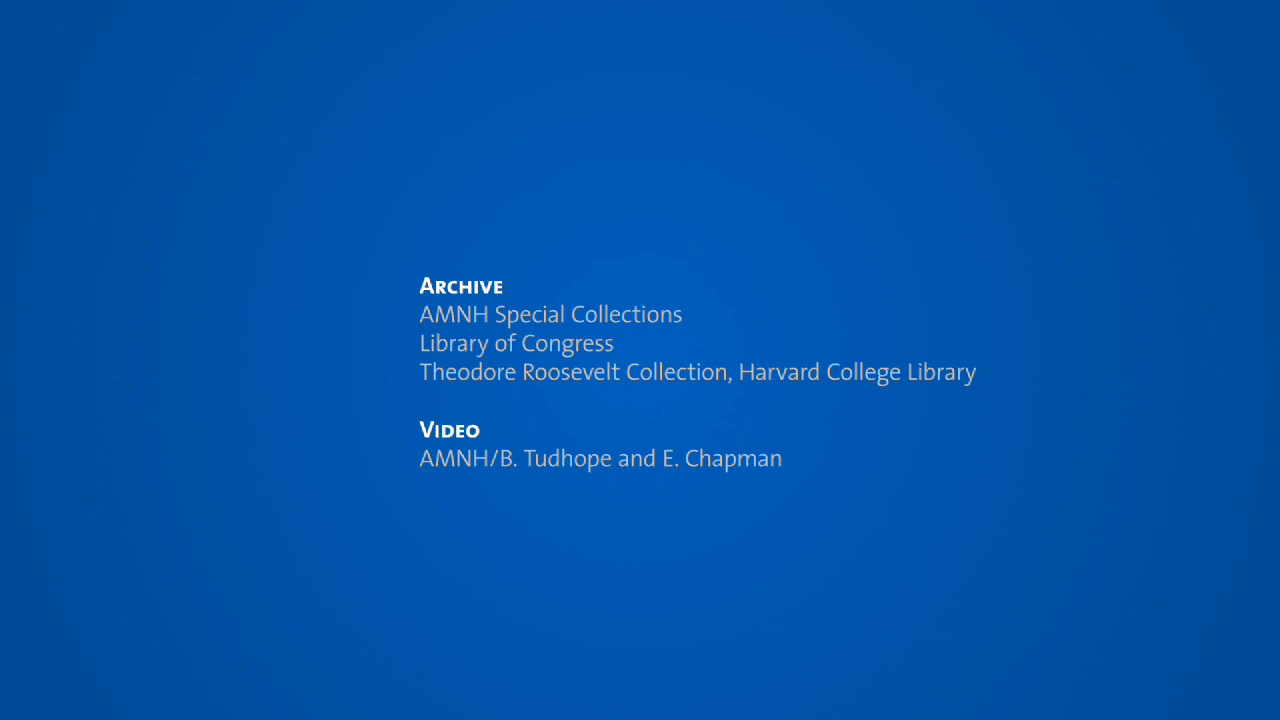 ARCHIVE
AMNH Special Collections
Library of Congress
Theodore Roosevelt Collection, Harvard College Library
VIDEO
AMNH/B. Tudhope and E. Chapman